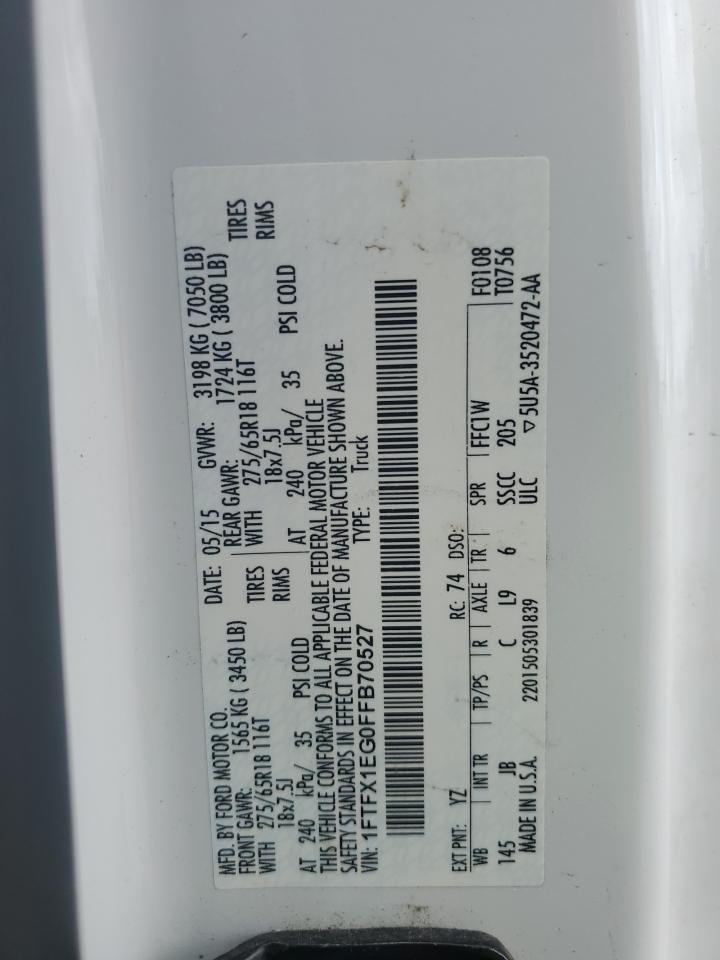 MFD. BY FORD MOTOR CO.
DATE: 05/15 GVWR: 3198 KG ( 7050 LB)
FRONT GAWR: 1565 KG ( 3450 LB)
REAR GAWR: 1724 KG ( 3800 LB)
WITH 275/65R18 116T TIRES
WITH 275/65R18 116T TIRES
18x7.5J RIMS
18x7.5J RIMS
AT 240 kPa/ 35 PSI COLD
AT 240 kPa/ 35 PSI COLD
THIS VEHICLE CONFORMS TO ALL APPLICABLE FEDERAL MOTOR VEHICLE
SAFETY STANDARDS IN EFFECT ON THE DATE OF MANUFACTURE SHOWN ABOVE.
VIN: 1FTFX1EG0FFB70527 TYPE: Truck
EXT PNT: YZ RC: 74 DSO: F0108
WB INT TR TP/PS R AXLE TR SPR FFC1W T0756
145 JB C L9 6 SSCC 205
MADE IN U.S.A. 2201505301839 ULC ▽5U5A-3520472-AA